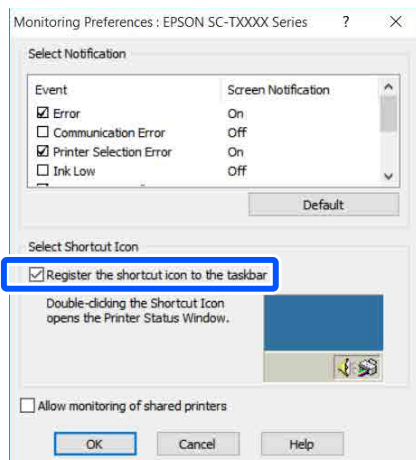 Monitoring Preferences : EPSON SC-TXXXX Series ? ×
Select Notification
Event Screen Notification
Error On
Communication Error Off
Printer Selection Error On
Ink Low Off
Default
Select Shortcut Icon
Register the shortcut icon to the taskbar
Double-clicking the Shortcut Icon
opens the Printer Status Window.
Allow monitoring of shared printers
OK Cancel Help